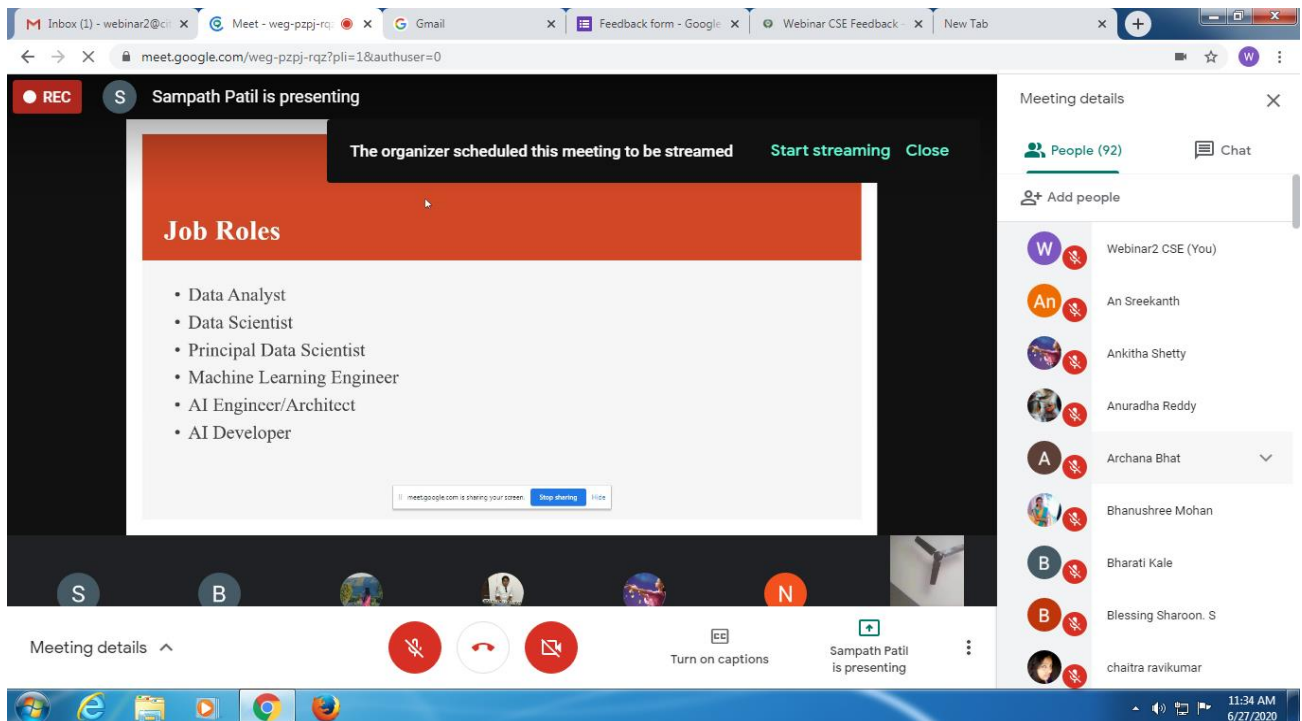 Inbox (1) - webinar2@cit
Meet - weg-pzpj-rqz
Gmail
Feedback form - Google
Webinar CSE Feedback -
New Tab
meet.google.com/weg-pzpj-rqz?pli=1&authuser=0
W
REC
S
Sampath Patil is presenting
The organizer scheduled this meeting to be streamed
Start streaming
Close
Job Roles
• Data Analyst
• Data Scientist
• Principal Data Scientist
• Machine Learning Engineer
• AI Engineer/Architect
• AI Developer
meet.google.com is sharing your screen.
Stop sharing
Hide
S
B
N
Meeting details
Turn on captions
Sampath Patil
is presenting
Meeting details
People (92)
Chat
Add people
W
Webinar2 CSE (You)
An
An Sreekanth
Ankitha Shetty
Anuradha Reddy
A
Archana Bhat
Bhanushree Mohan
B
Bharati Kale
B
Blessing Sharoon. S
chaitra ravikumar
11:34 AM
6/27/2020